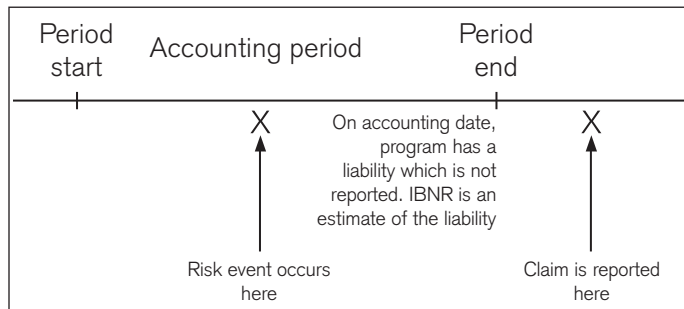 Period
start
Accounting period
Period
end
X
X
On accounting date,
program has a
liability which is not
reported. IBNR is an
estimate of the liability
Risk event occurs
here
Claim is reported
here